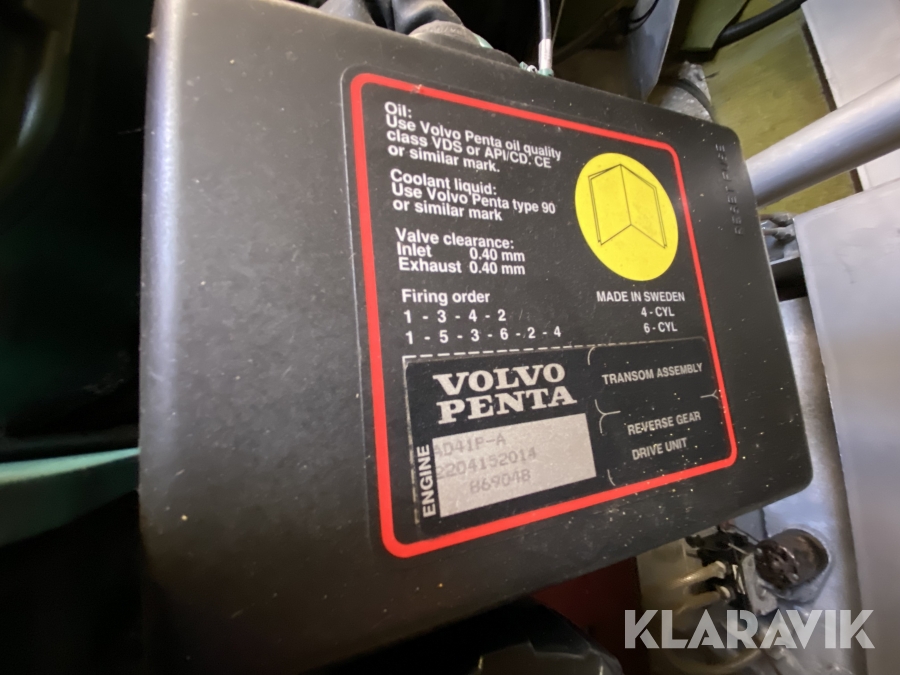 Oil:
Use Volvo Penta oil quality
class VDS or API/CD. CE
or similar mark.
Coolant liquid:
Use Volvo Penta type 90
or similar mark
Valve clearance:
Inlet 0.40 mm
Exhaust 0.40 mm
Firing order
1 - 3 - 4 - 2
1 - 5 - 3 - 6 - 2 - 4
MADE IN SWEDEN
4 - CYL
6 - CYL
VOLVO
PENTA
ENGINE
AD41P-A
2204152014
869048
TRANSOM ASSEMBLY
REVERSE GEAR
DRIVE UNIT
KLARAVIK